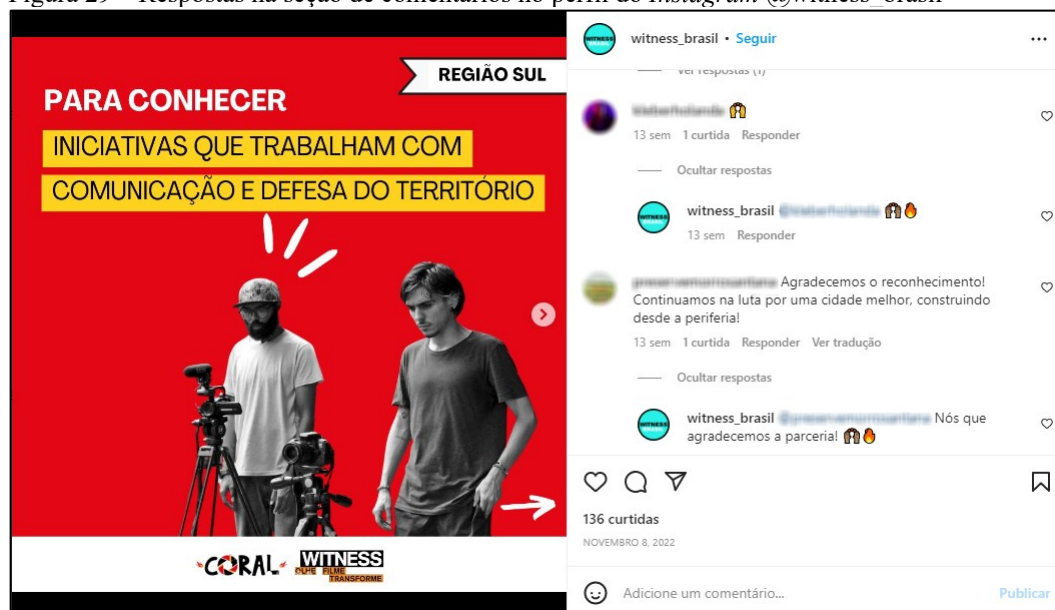 Figura 29 – Respostas na seção de comentários no perfil do Instagram @witness_brasil
REGIÃO SUL
PARA CONHECER
INICIATIVAS QUE TRABALHAM COM
COMUNICAÇÃO E DEFESA DO TERRITÓRIO
CORAL
WITNESS
OLHE FILME
TRANSFORME
witness_brasil • Seguir
Ver respostas (1)
13 sem 1 curtida Responder
Ocultar respostas
witness_brasil
13 sem Responder
Agradecemos o reconhecimento!
Continuamos na luta por uma cidade melhor, construindo
desde a periferia!
13 sem 1 curtida Responder Ver tradução
Ocultar respostas
witness_brasil Nós que
agradecemos a parceria!
136 curtidas
NOVEMBRO 8, 2022
Adicione um comentário...
Publicar